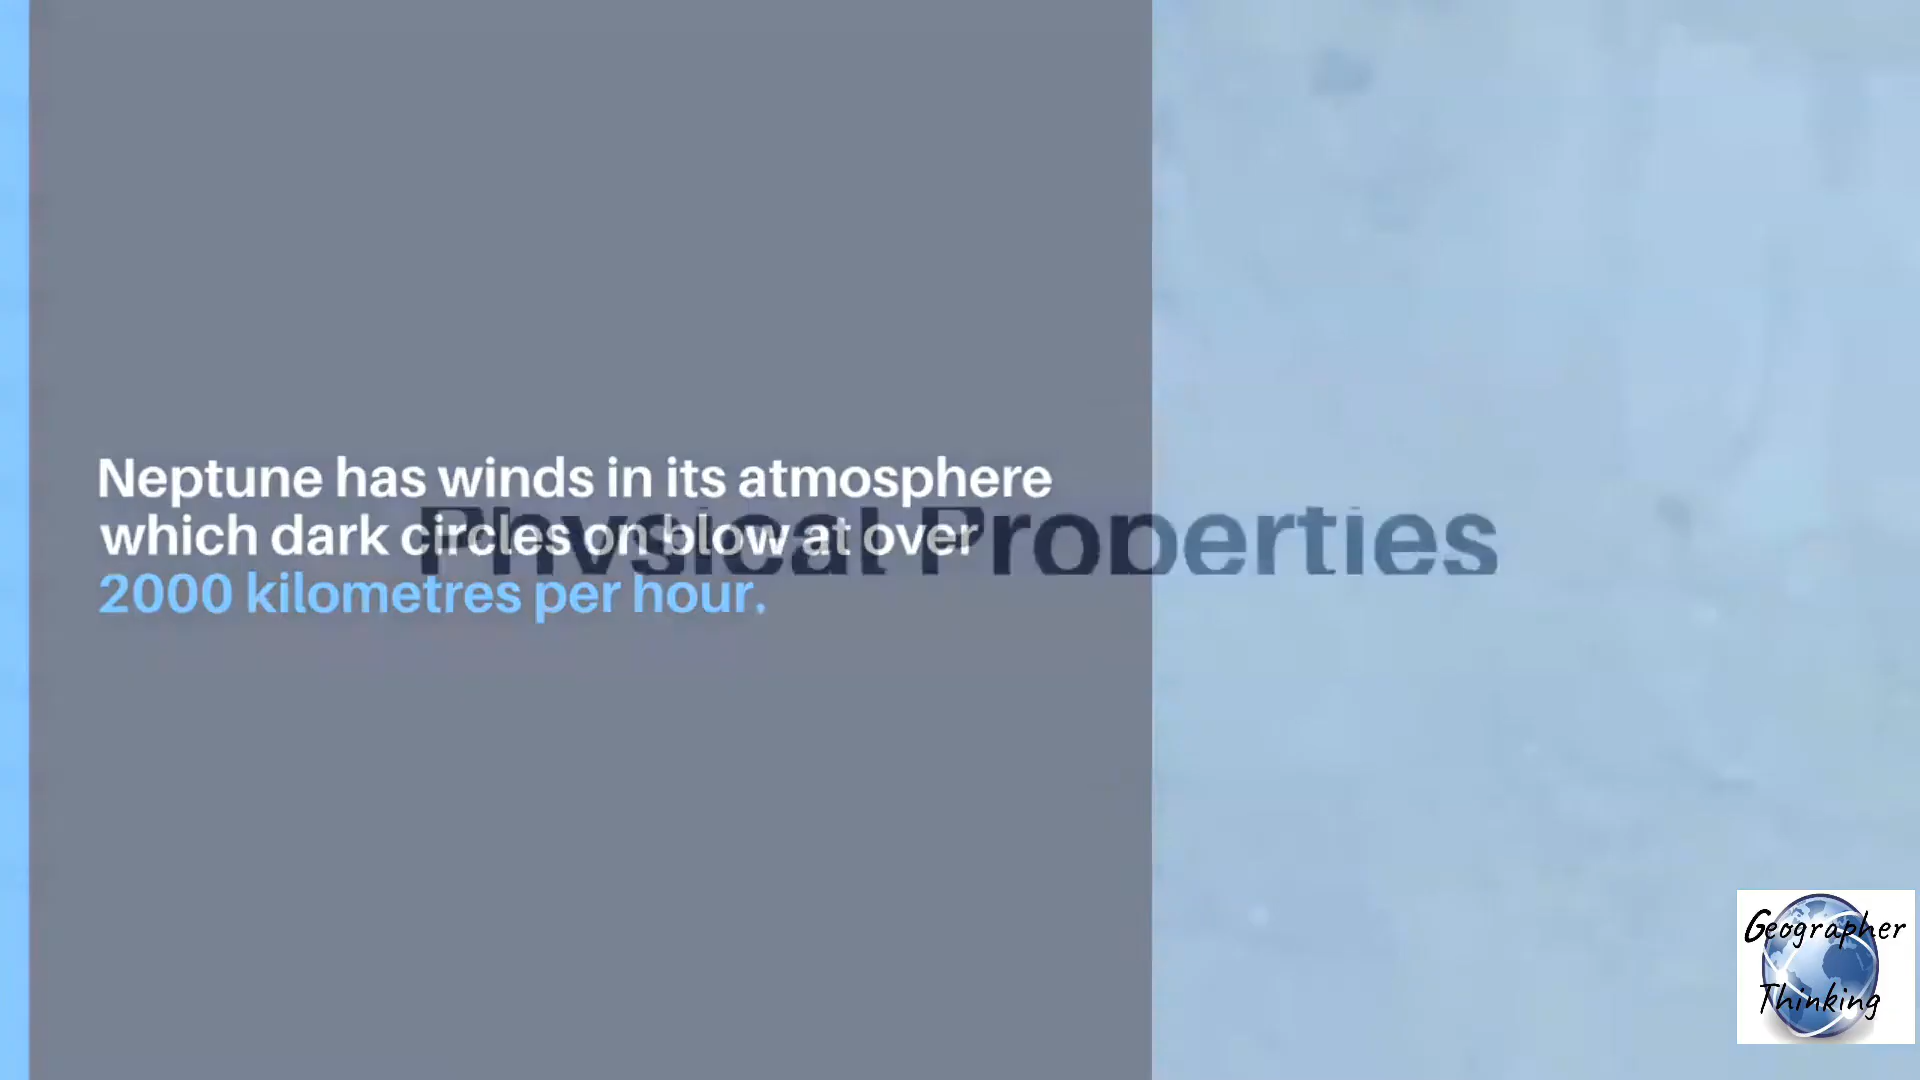 Neptune has winds in its atmosphere
which dark circles on blow at over
2000 kilometres per hour.
Physical Properties
Geographer
Thinking